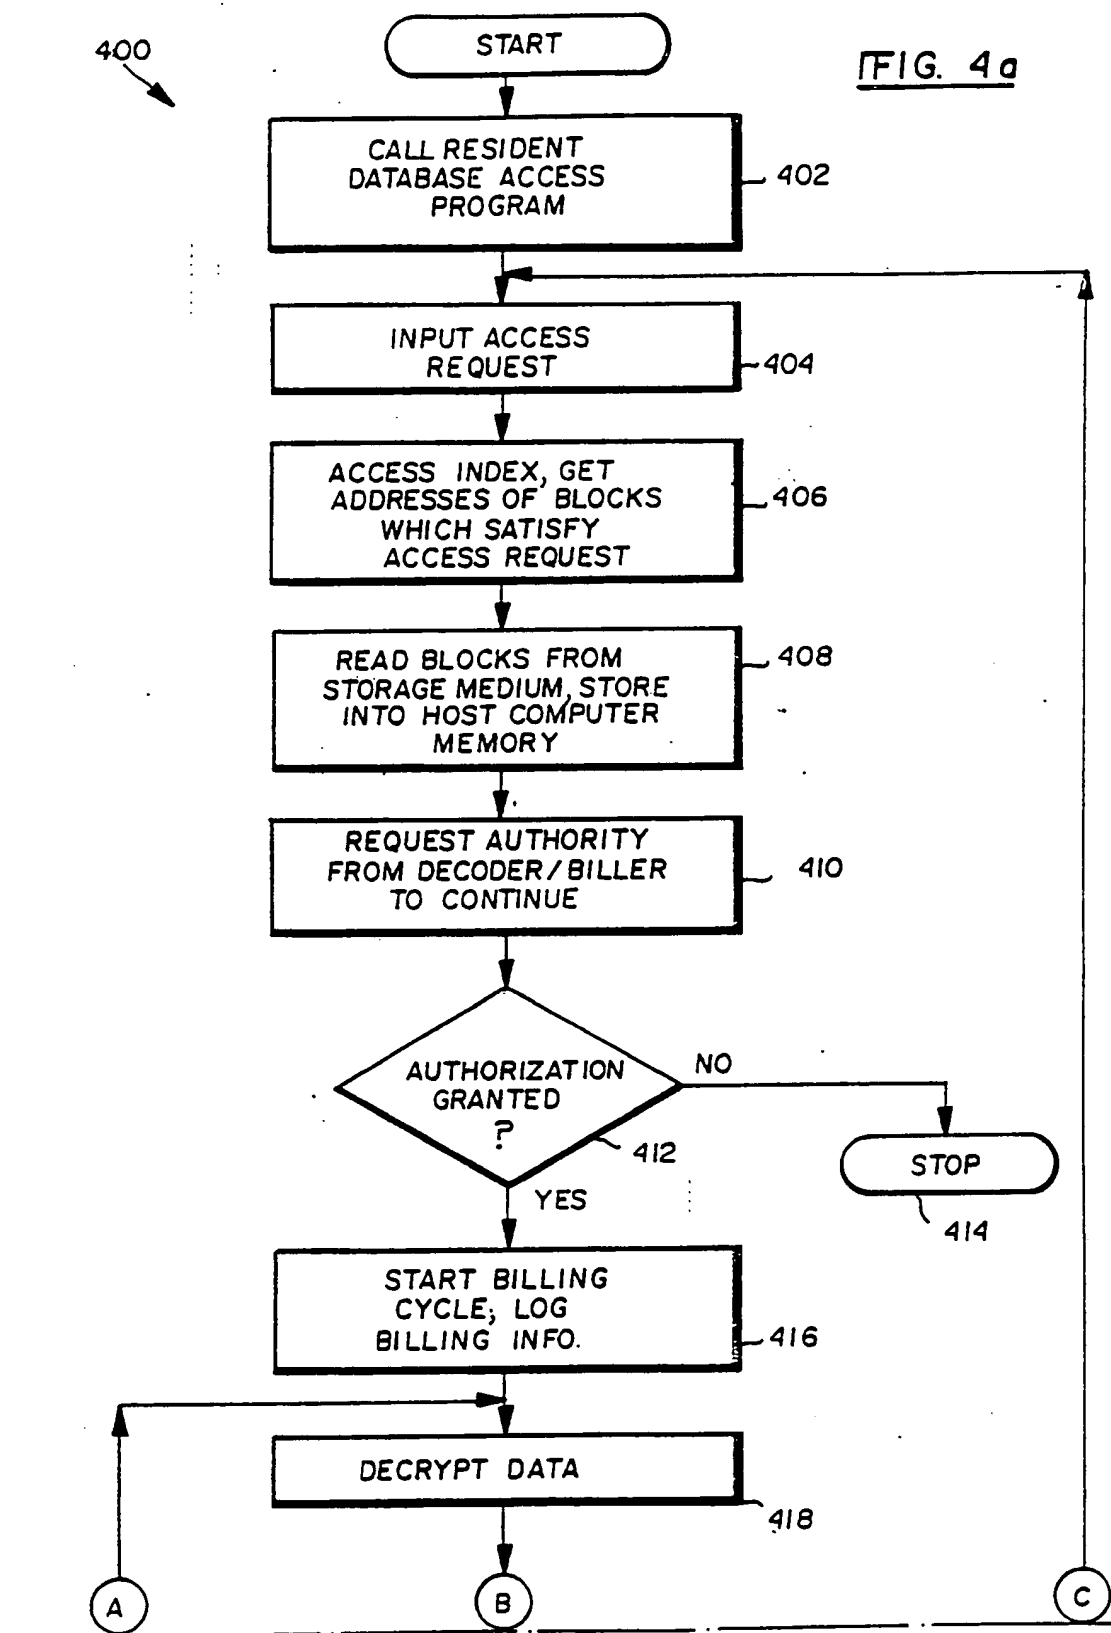 400
START
FIG. 4a
CALL RESIDENT
DATABASE ACCESS
PROGRAM
402
INPUT ACCESS
REQUEST
404
ACCESS INDEX, GET
ADDRESSES OF BLOCKS
WHICH SATISFY
ACCESS REQUEST
406
READ BLOCKS FROM
STORAGE MEDIUM, STORE
INTO HOST COMPUTER
MEMORY
408
REQUEST AUTHORITY
FROM DECODER/BILLER
TO CONTINUE
410
AUTHORIZATION
GRANTED
?
412
NO
STOP
414
YES
START BILLING
CYCLE; LOG
BILLING INFO.
416
DECRYPT DATA
418
A
B
C